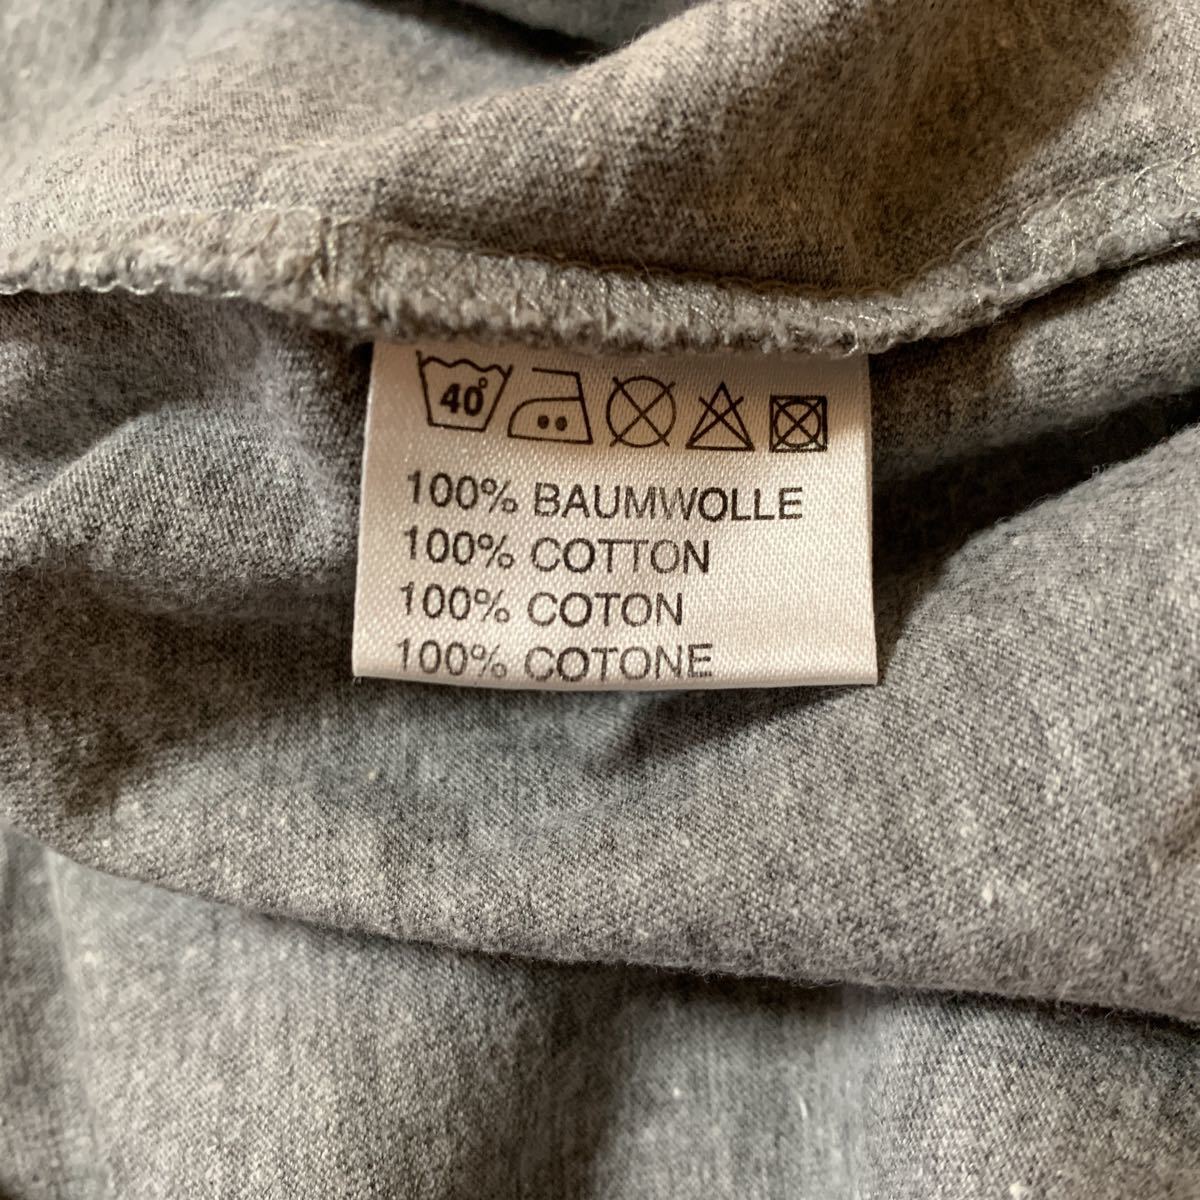 40°
100% BAUMWOLLE
100% COTTON
100% COTON
100% COTONE